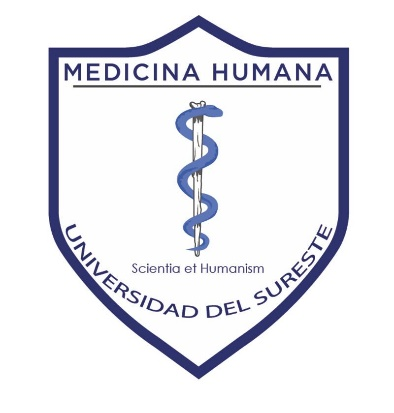 MEDICINA HUMANA
Scientia et Humanism
UNIVERSIDAD DEL SURESTE